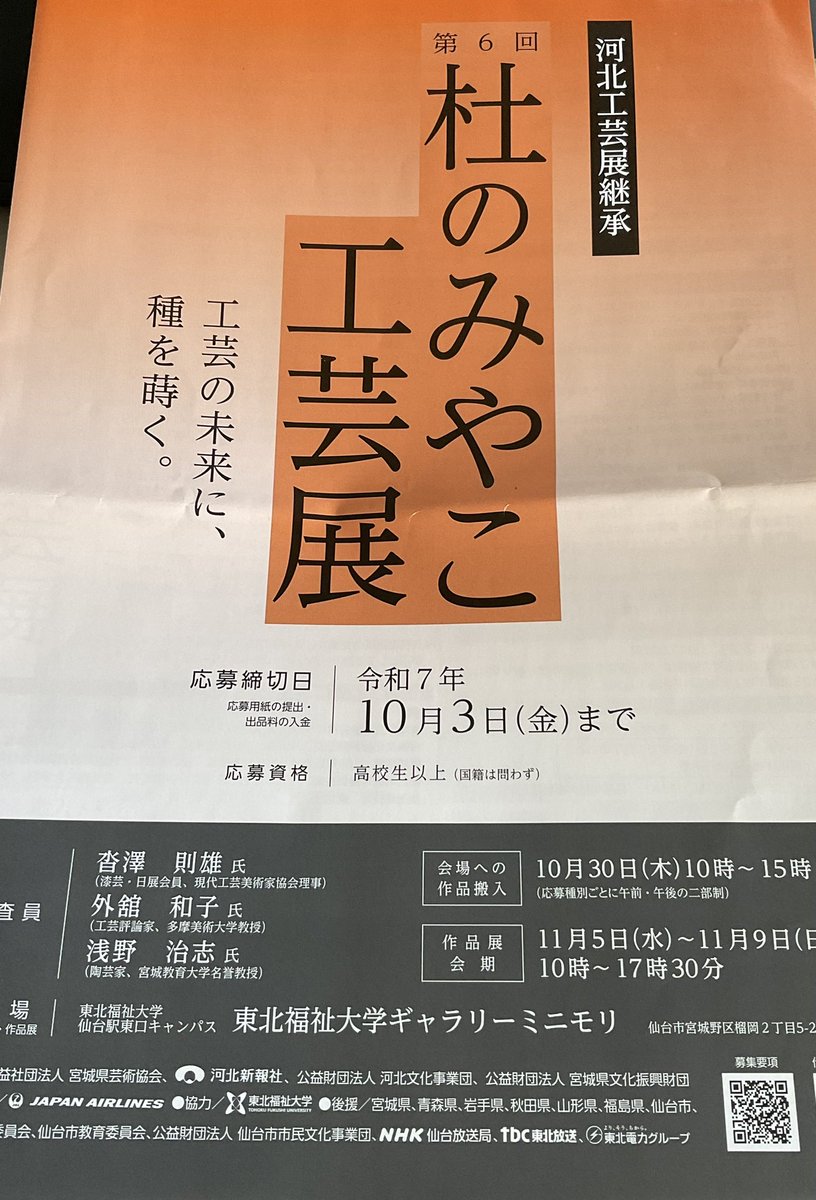 河北工芸展継承
第6回
杜のみやこ
工芸展
工芸の未来に、
種を蒔く。
応募締切日
応募用紙の提出・
出品料の入金
令和7年
10月3日(金)まで
応募資格
高校生以上(国籍は問わず)
査員
沓澤 則雄 氏
(漆芸・日展会員、現代工芸美術家協会理事)
外舘 和子 氏
(工芸評論家、多摩美術大学教授)
浅野 治志 氏
(陶芸家、宮城教育大学名誉教授)
会場への
作品搬入
10月30日(木)10時〜15時
(応募種別ごとに午前・午後の二部制)
作品展
会期
11月5日(水)〜11月9日(日
10時〜17時30分
場
・作品展
東北福祉大学
仙台駅東口キャンパス
東北福祉大学ギャラリーミニモリ
仙台市宮城野区榴岡2丁目5-2
益社団法人 宮城県芸術協会、河北新報社、公益財団法人 河北文化事業団、公益財団法人 宮城県文化振興財団
/JAPAN AIRLINES ●協力/東北福祉大学 TOHOKU FUKUSHI UNIVERSITY ●後援/宮城県、青森県、岩手県、秋田県、山形県、福島県、仙台市、
委員会、仙台市教育委員会、公益財団法人 仙台市市民文化事業団、NHK仙台放送局、tbc東北放送、より、そう、ちから。東北電力グループ
募集要項